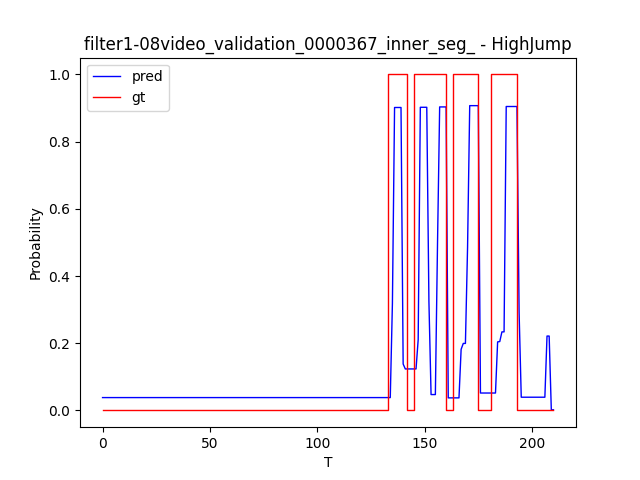 filter1-08video_validation_0000367_inner_seg_ - HighJump
pred
gt
1.0
0.8
0.6
0.4
0.2
0.0
Probability
0
50
100
150
200
T